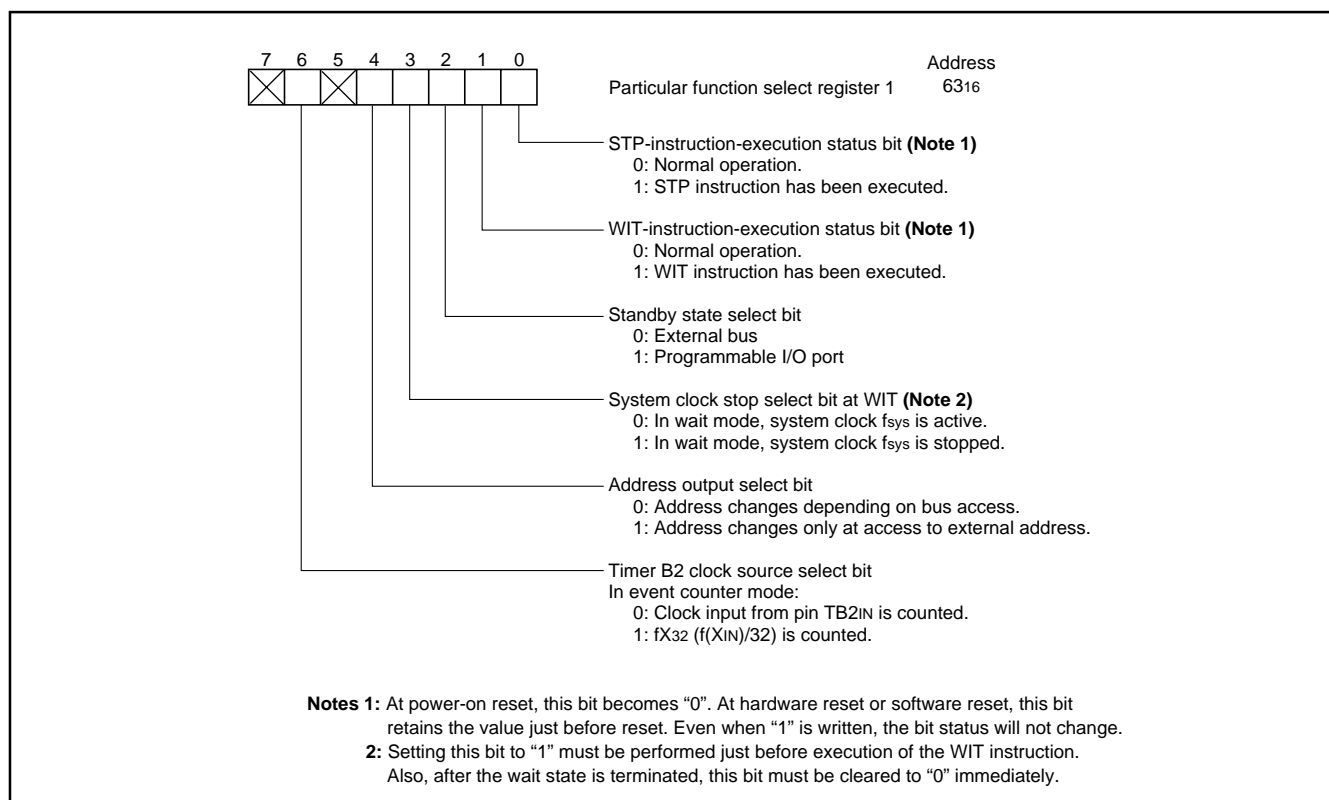 7 6 5 4 3 2 1 0
Address
Particular function select register 1
6316
STP-instruction-execution status bit (Note 1)
0: Normal operation.
1: STP instruction has been executed.
WIT-instruction-execution status bit (Note 1)
0: Normal operation.
1: WIT instruction has been executed.
Standby state select bit
0: External bus
1: Programmable I/O port
System clock stop select bit at WIT (Note 2)
0: In wait mode, system clock fsys is active.
1: In wait mode, system clock fsys is stopped.
Address output select bit
0: Address changes depending on bus access.
1: Address changes only at access to external address.
Timer B2 clock source select bit
In event counter mode:
0: Clock input from pin TB2IN is counted.
1: fX32 (f(XIN)/32) is counted.
Notes 1: At power-on reset, this bit becomes “0”. At hardware reset or software reset, this bit
retains the value just before reset. Even when “1” is written, the bit status will not change.
2: Setting this bit to “1” must be performed just before execution of the WIT instruction.
Also, after the wait state is terminated, this bit must be cleared to “0” immediately.